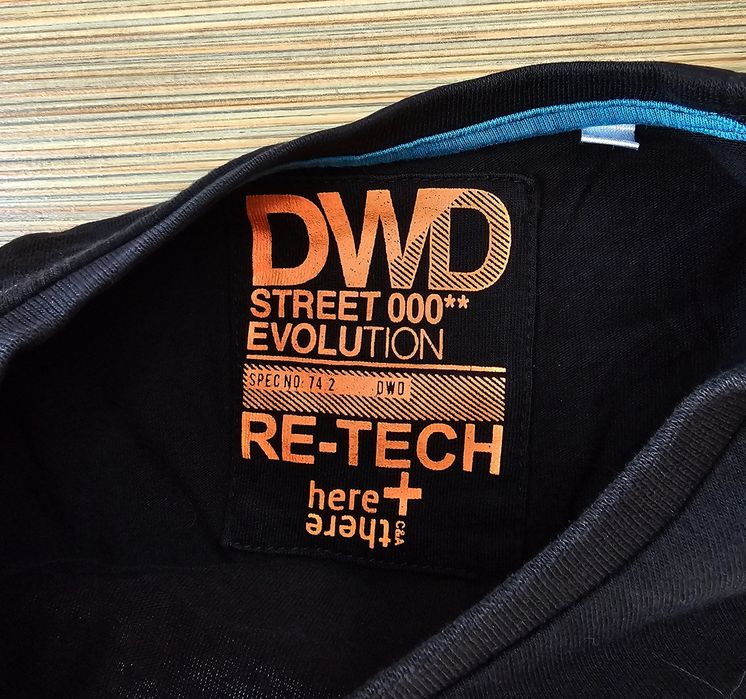 DWD
STREET 000**
EVOLUTION
SPEC NO: 74 2 DWD
RE-TECH
here+
there
C&A